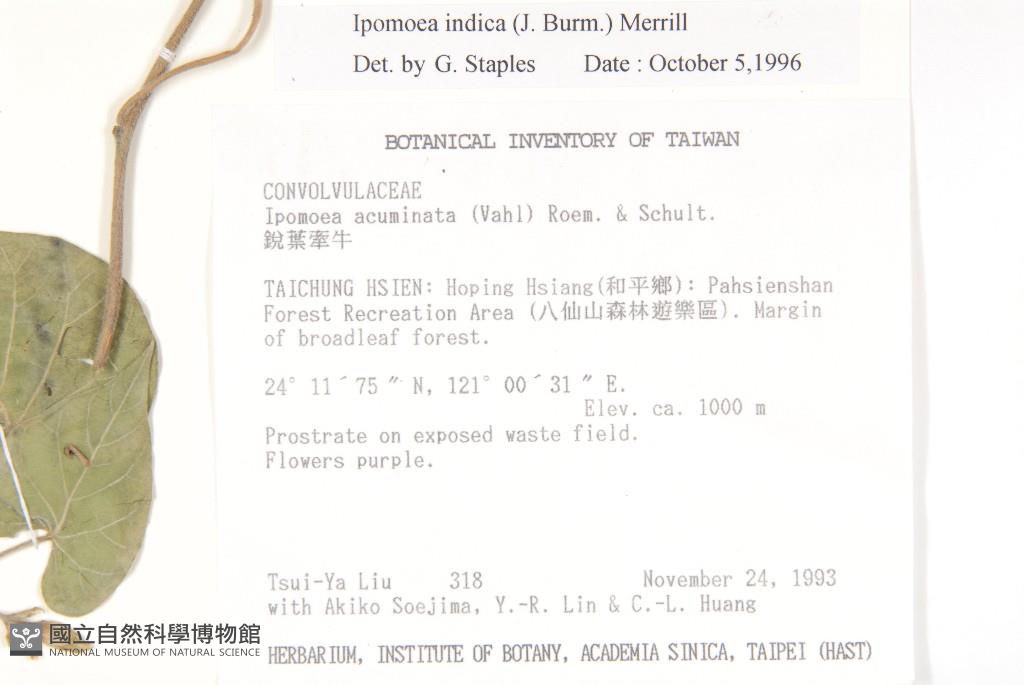 Ipomoea indica (J. Burm.) Merrill
Det. by G. Staples Date : October 5,1996
BOTANICAL INVENTORY OF TAIWAN
CONVOLVULACEAE
Ipomoea acuminata (Vahl) Roem. & Schult.
銳葉牽牛
TAICHUNG HSIEN: Hoping Hsiang(和平鄉): Pahsienshan
Forest Recreation Area (八仙山森林遊樂區). Margin
of broadleaf forest.
24° 11´75 ″ N, 121° 00´31 ″ E.
Elev. ca. 1000 m
Prostrate on exposed waste field.
Flowers purple.
Tsui-Ya Liu 318 November 24, 1993
with Akiko Soejima, Y.-R. Lin & C.-L. Huang
HERBARIUM, INSTITUTE OF BOTANY, ACADEMIA SINICA, TAIPEI (HAST)
國立自然科學博物館
NATIONAL MUSEUM OF NATURAL SCIENCE